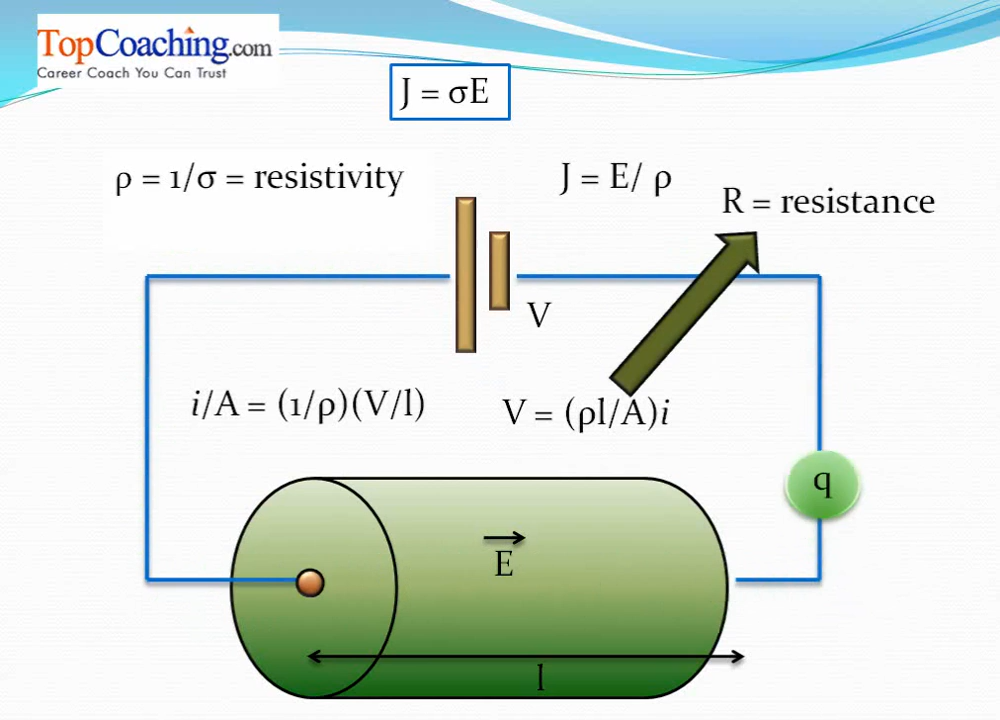 TopCoaching.com
Career Coach You Can Trust
J = σE
ρ = 1/σ = resistivity
J = E/ ρ
R = resistance
V
i/A = (1/ρ)(V/l)
V = (ρl/A)i
q
E
l